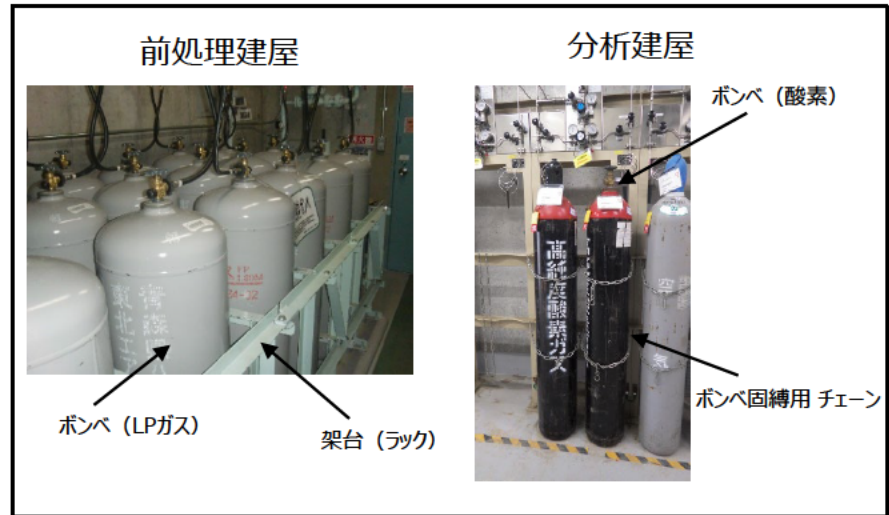 前処理建屋
分析建屋
ボンベ（酸素）
高純度酸素ガス
空気
ボンベ（LPガス）
架台（ラック）
ボンベ固縛用 チェーン